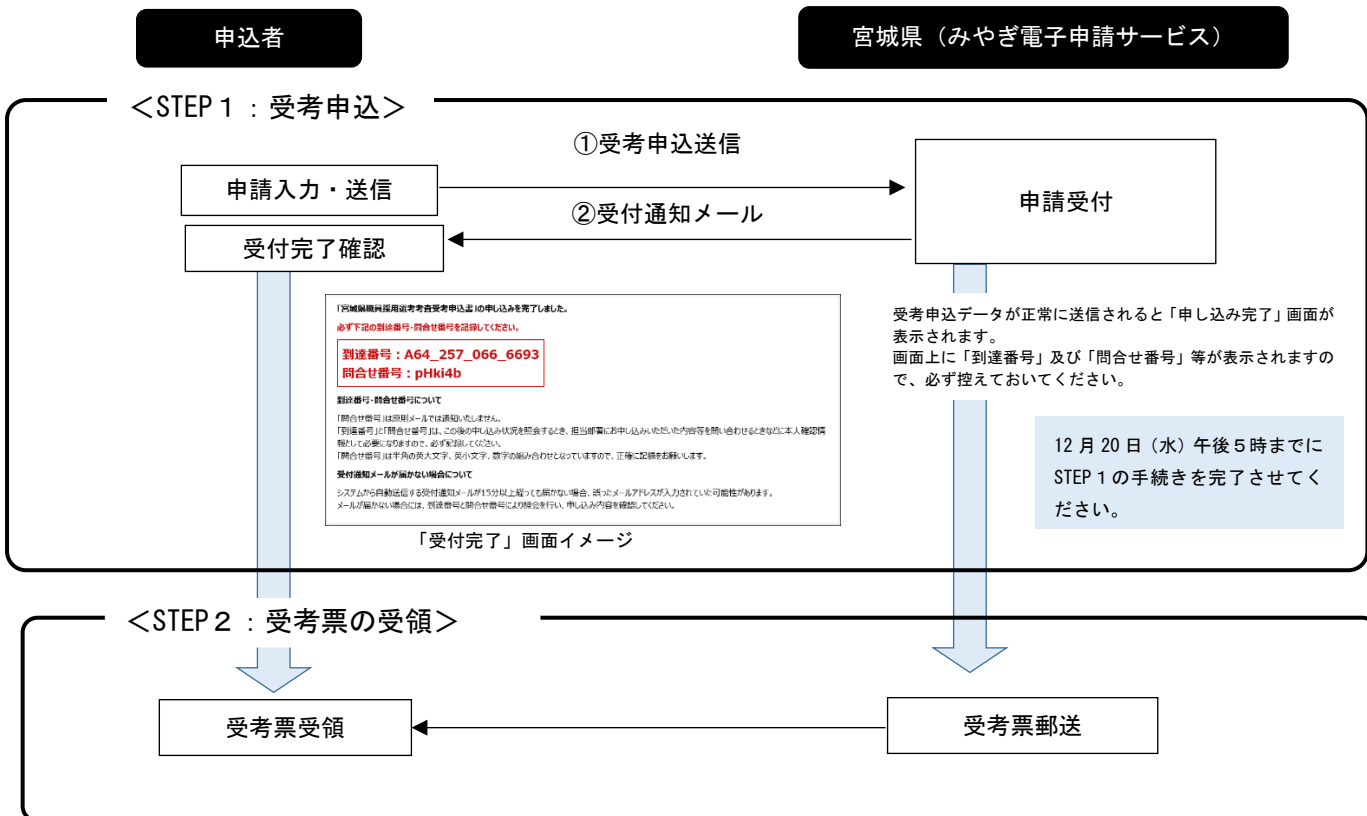 申込者
宮城県（みやぎ電子申請サービス）
＜STEP１：受考申込＞
①受考申込送信
申請入力・送信
申請受付
②受付通知メール
受付完了確認
「宮城県職員採用選考考査受考申込書」の申し込みを完了しました。
必ず下記の到達番号・問合せ番号を記録してください。
到達番号：A64_257_066_6693
問合せ番号：pHki4b
到達番号・問合せ番号について
「問合せ番号」は原則メールでは通知いたしません。
「到達番号」と「問合せ番号」は、この後の申し込み状況を照会するとき、担当部署にお申し込みいただいた内容等を問い合わせるときなどに本人確認情
報として必要になりますので、必ず記録してください。
「問合せ番号」は半角の英大文字、英小文字、数字の組み合わせとなっていますので、正確に記録をお願いします。
受付通知メールが届かない場合について
システムから自動送信する受付通知メールが15分以上経っても届かない場合、誤ったメールアドレスが入力されていた可能性があります。
メールが届かない場合には、到達番号と問合せ番号により照会を行い、申し込み内容を確認してください。
「受付完了」画面イメージ
受考申込データが正常に送信されると「申し込み完了」画面が
表示されます。
画面上に「到達番号」及び「問合せ番号」等が表示されますの
で、必ず控えておいてください。
12 月 20 日（水）午後５時までに
STEP１の手続きを完了させてく
ださい。
＜STEP２：受考票の受領＞
受考票受領
受考票郵送